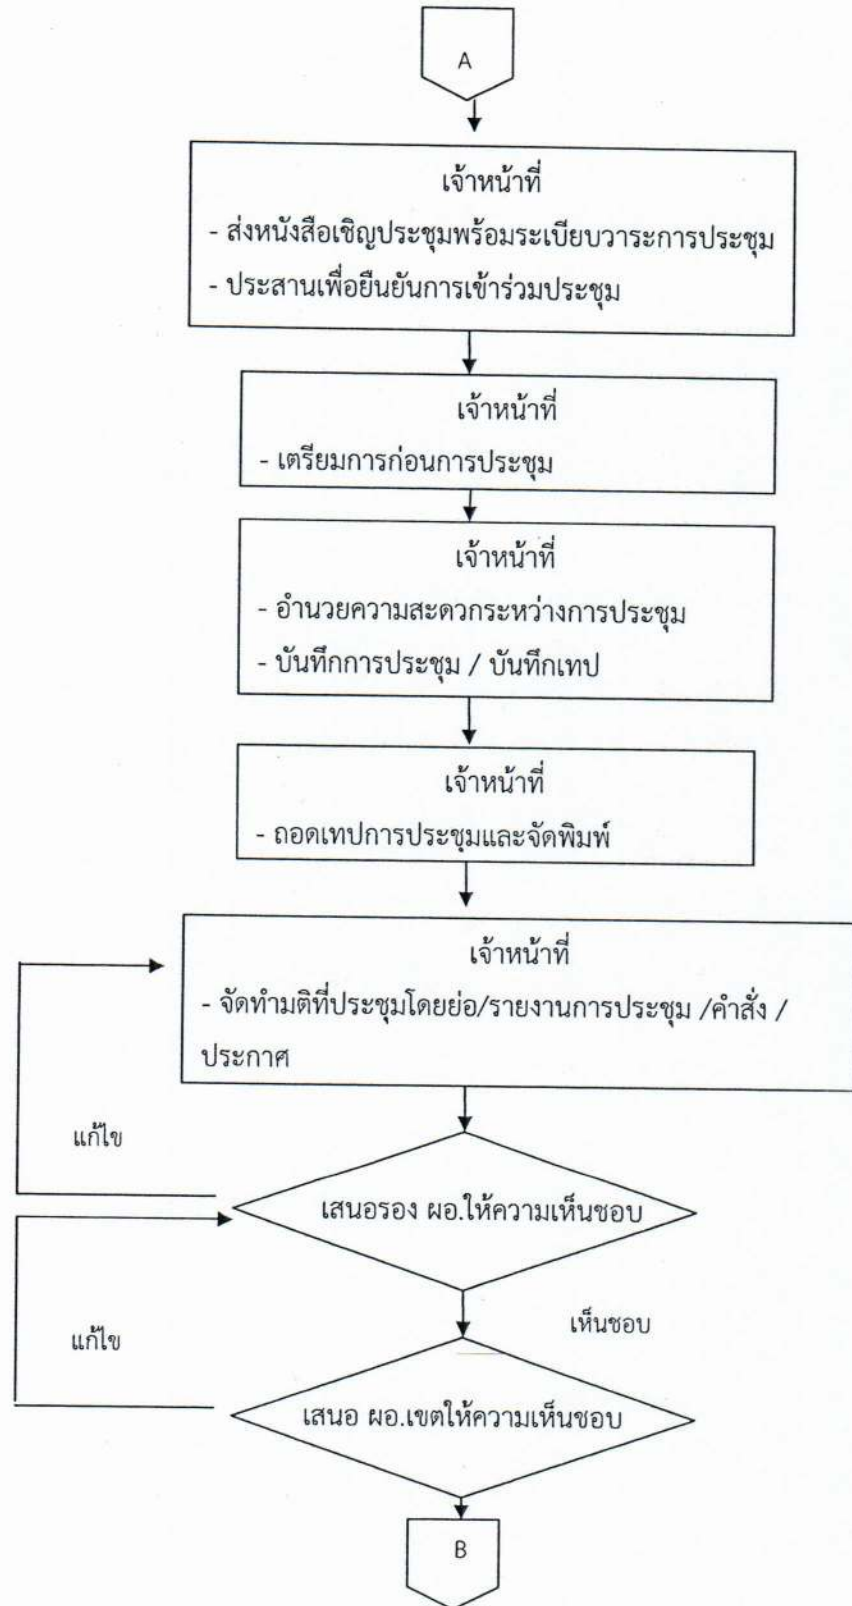 A
เจ้าหน้าที่
- ส่งหนังสือเชิญประชุมพร้อมระเบียบวาระการประชุม
- ประสานเพื่อยืนยันการเข้าร่วมประชุม
เจ้าหน้าที่
- เตรียมการก่อนการประชุม
เจ้าหน้าที่
- อำนวยความสะดวกระหว่างการประชุม
- บันทึกการประชุม / บันทึกเทป
เจ้าหน้าที่
- ถอดเทปการประชุมและจัดพิมพ์
เจ้าหน้าที่
- จัดทำมติที่ประชุมโดยย่อ/รายงานการประชุม /คำสั่ง /
ประกาศ
แก้ไข
เสนอรอง ผอ.ให้ความเห็นชอบ
เห็นชอบ
แก้ไข
เสนอ ผอ.เขตให้ความเห็นชอบ
B